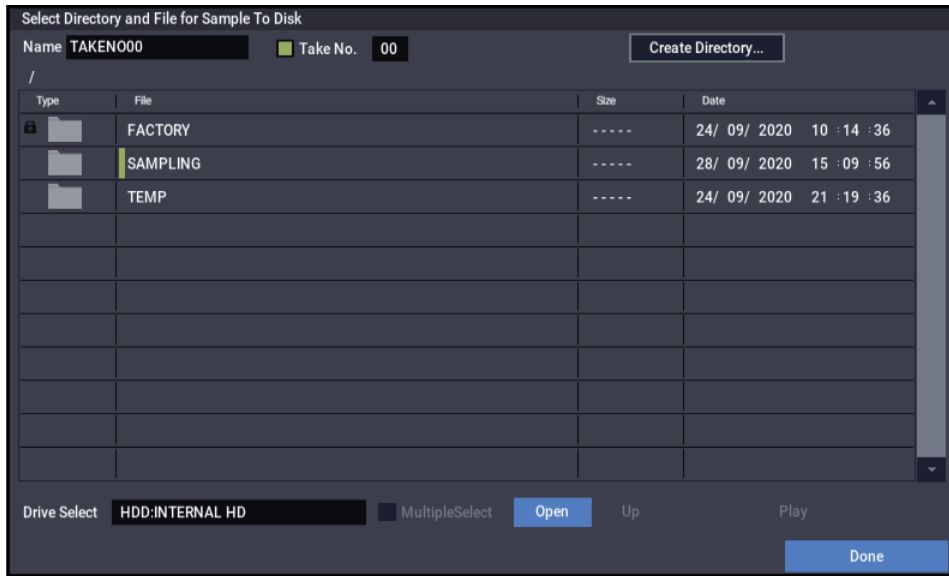 Select Directory and File for Sample To Disk
Name TAKENO00 Take No. 00 Create Directory...
/
Type File Size Date
FACTORY ----- 24/ 09/ 2020 10 :14 :36
SAMPLING ----- 28/ 09/ 2020 15 :09 :56
TEMP ----- 24/ 09/ 2020 21 :19 :36
Drive Select HDD:INTERNAL HD MultipleSelect Open Up Play
Done